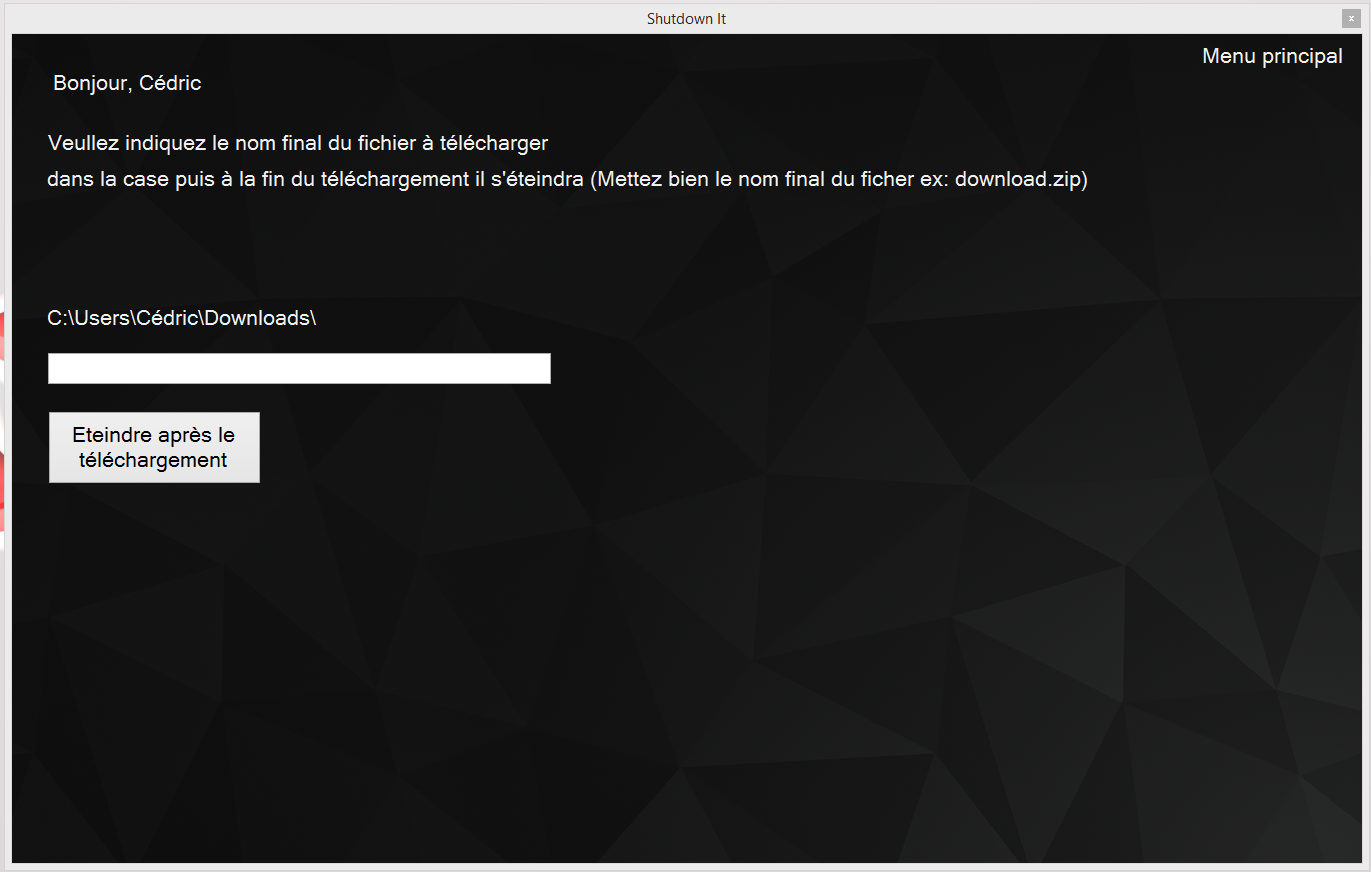 Shutdown It
x
Menu principal
Bonjour, Cédric
Veullez indiquez le nom final du fichier à télécharger
dans la case puis à la fin du téléchargement il s'éteindra (Mettez bien le nom final du ficher ex: download.zip)
C:\Users\Cédric\Downloads\
Eteindre après le
téléchargement